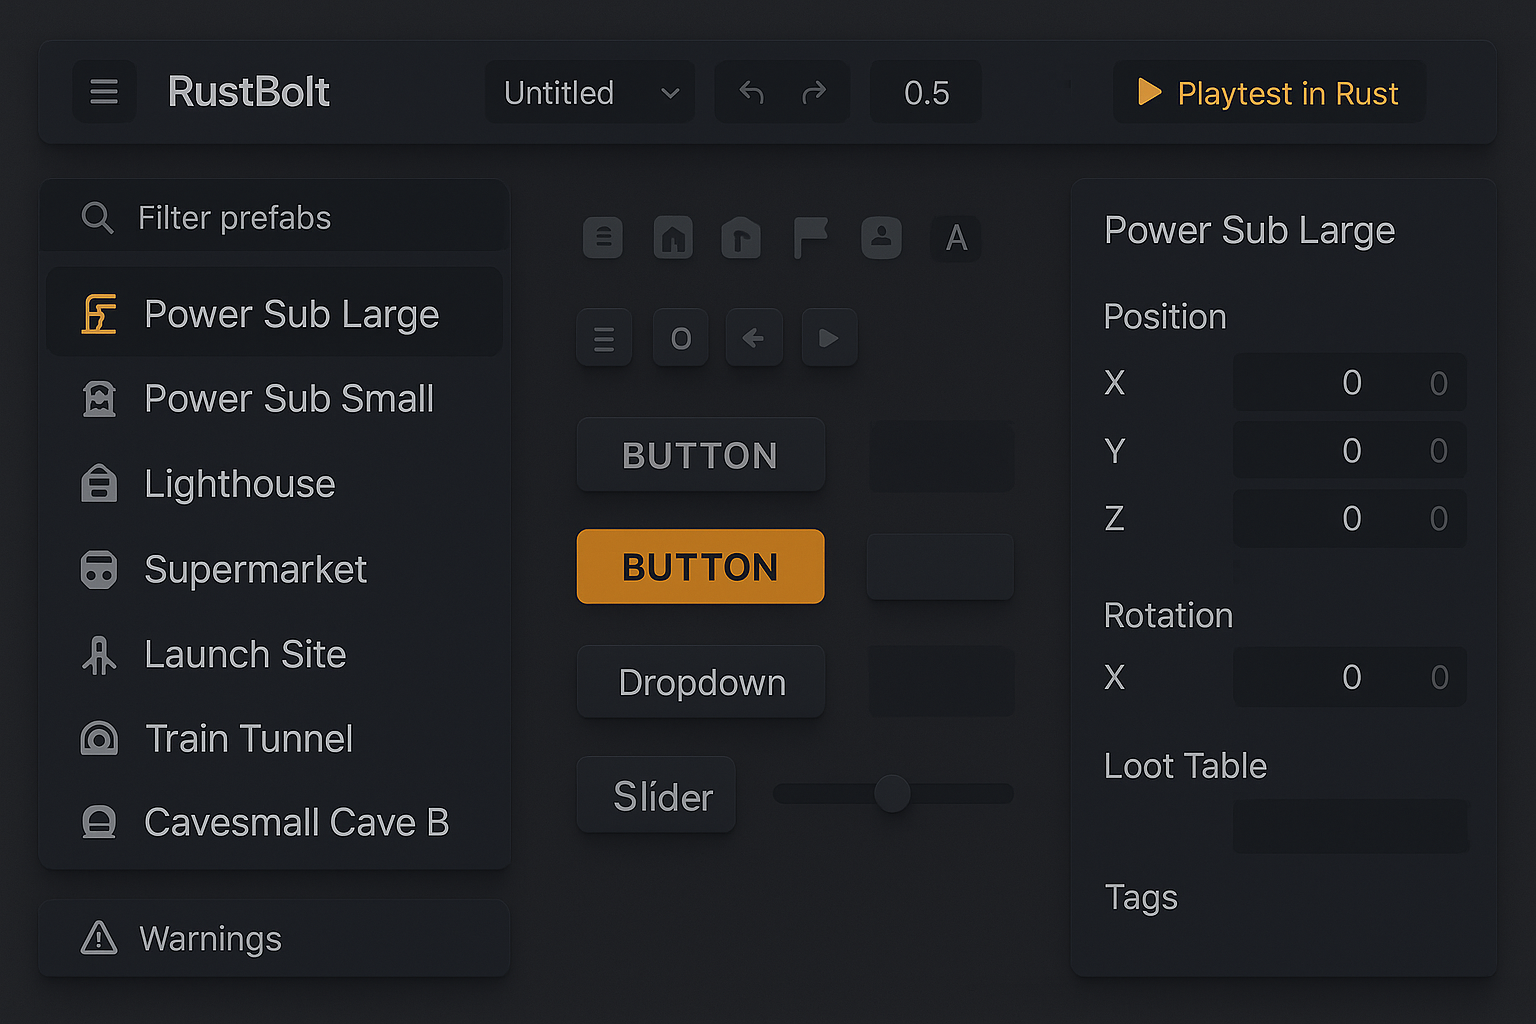 RustBolt
Untitled
0.5
Playtest in Rust
Filter prefabs
Power Sub Large
Power Sub Small
Lighthouse
Supermarket
Launch Site
Train Tunnel
Cavesmall Cave B
Warnings
A
O
BUTTON
BUTTON
Dropdown
Slíder
Power Sub Large
Position
X 0 0
Y 0 0
Z 0 0
Rotation
X 0 0
Loot Table
Tags